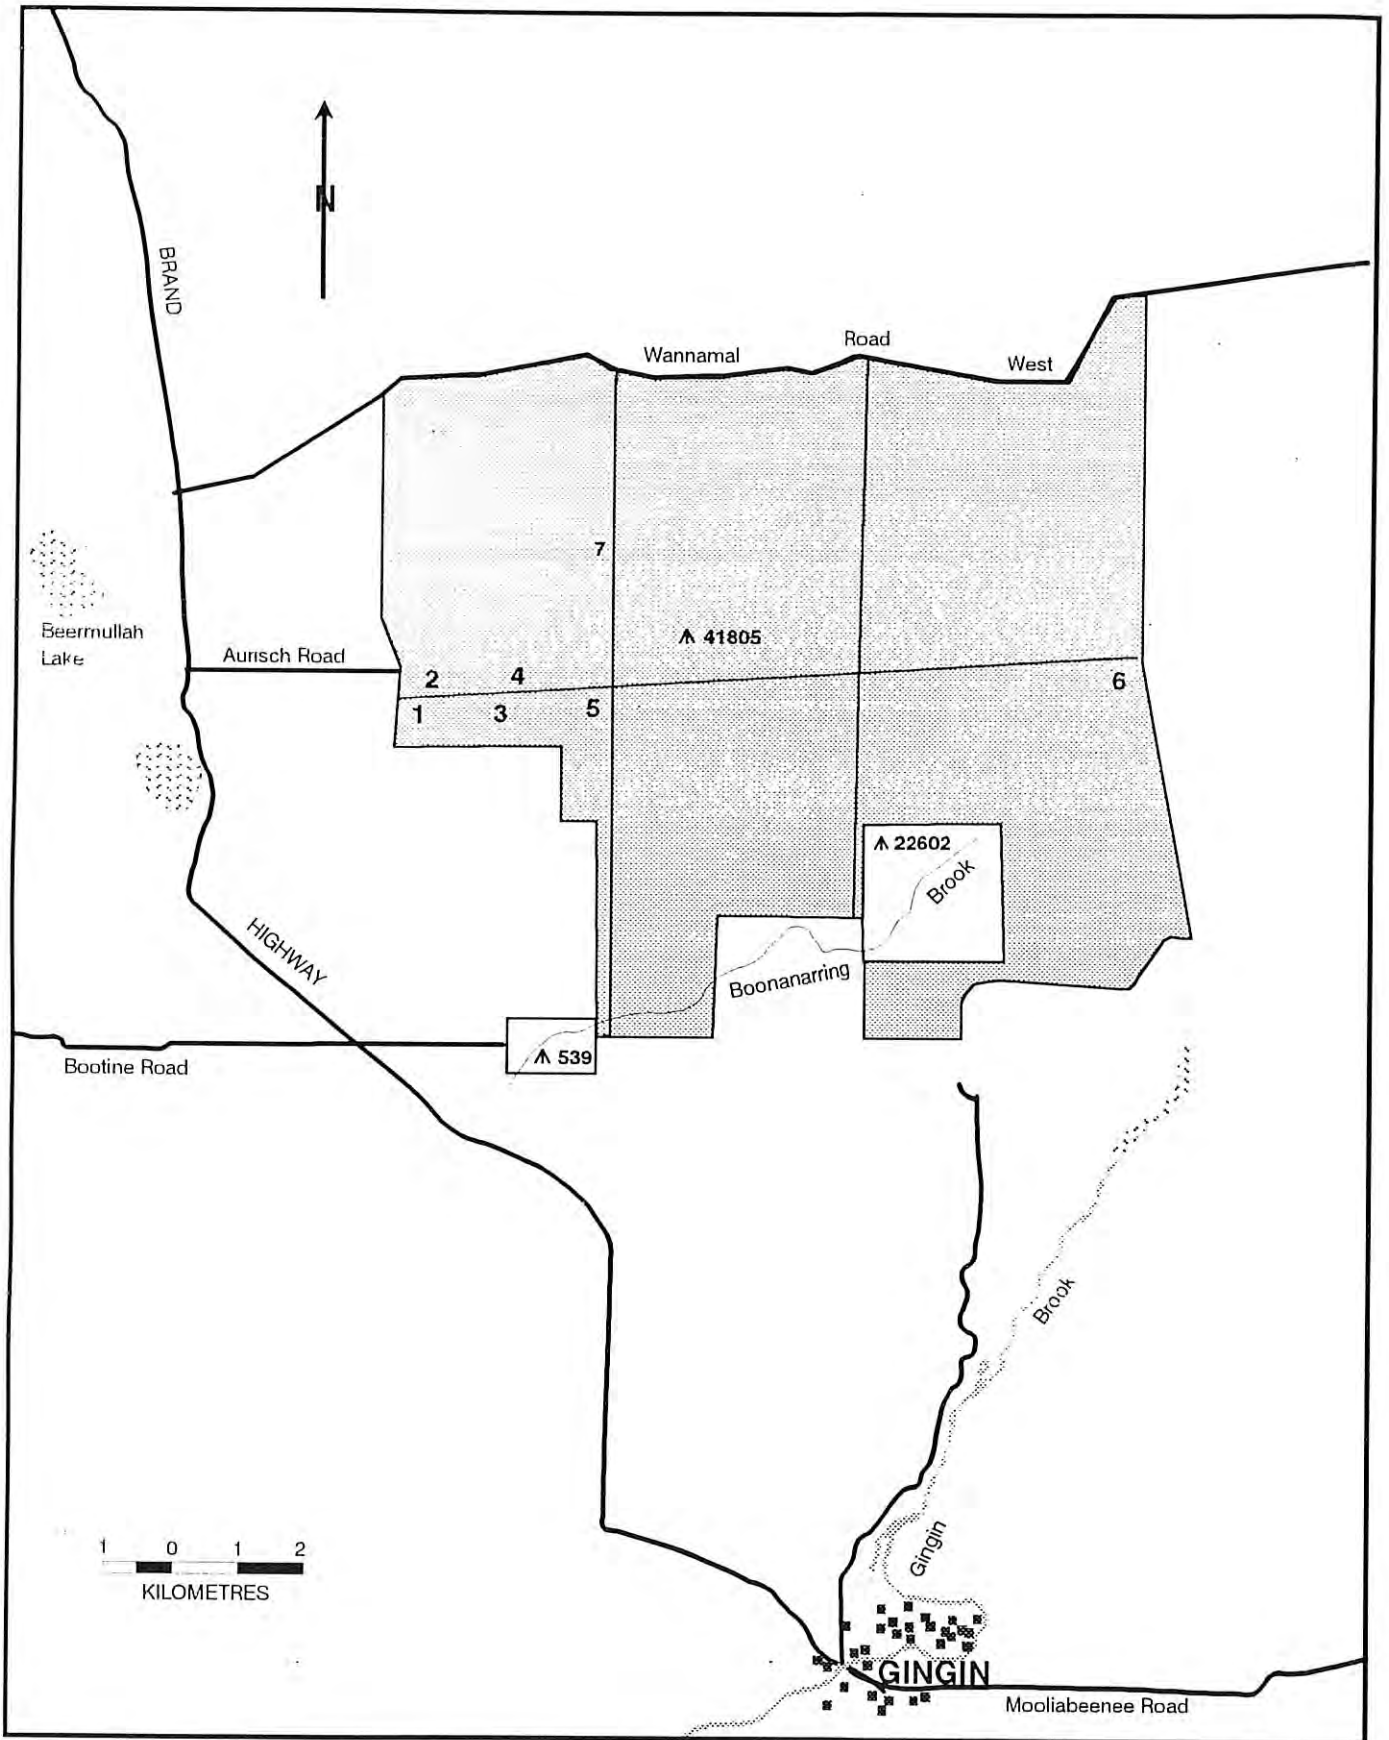 N
BRAND
Road
Wannamal
West
7
41805
Beermullah
Lake
Aurisch Road
2
4
6
1
3
5
22602
Brook
HIGHWAY
Boonanarring
539
Bootine Road
Brook
Gingin
1 0 1 2
KILOMETRES
GINGIN
Mooliabeenee Road